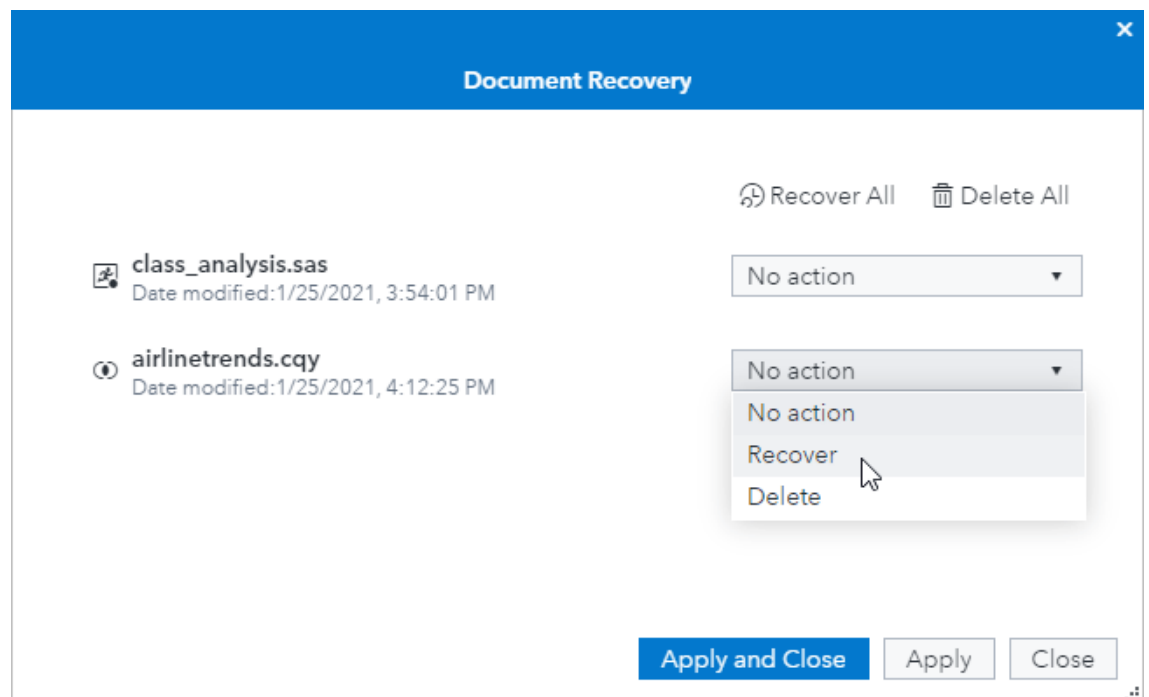 Document Recovery
Recover All Delete All
class_analysis.sas
No action
Date modified:1/25/2021, 3:54:01 PM
airlinetrends.cqy
No action
Date modified:1/25/2021, 4:12:25 PM
No action
Recover
Delete
Apply and Close Apply Close